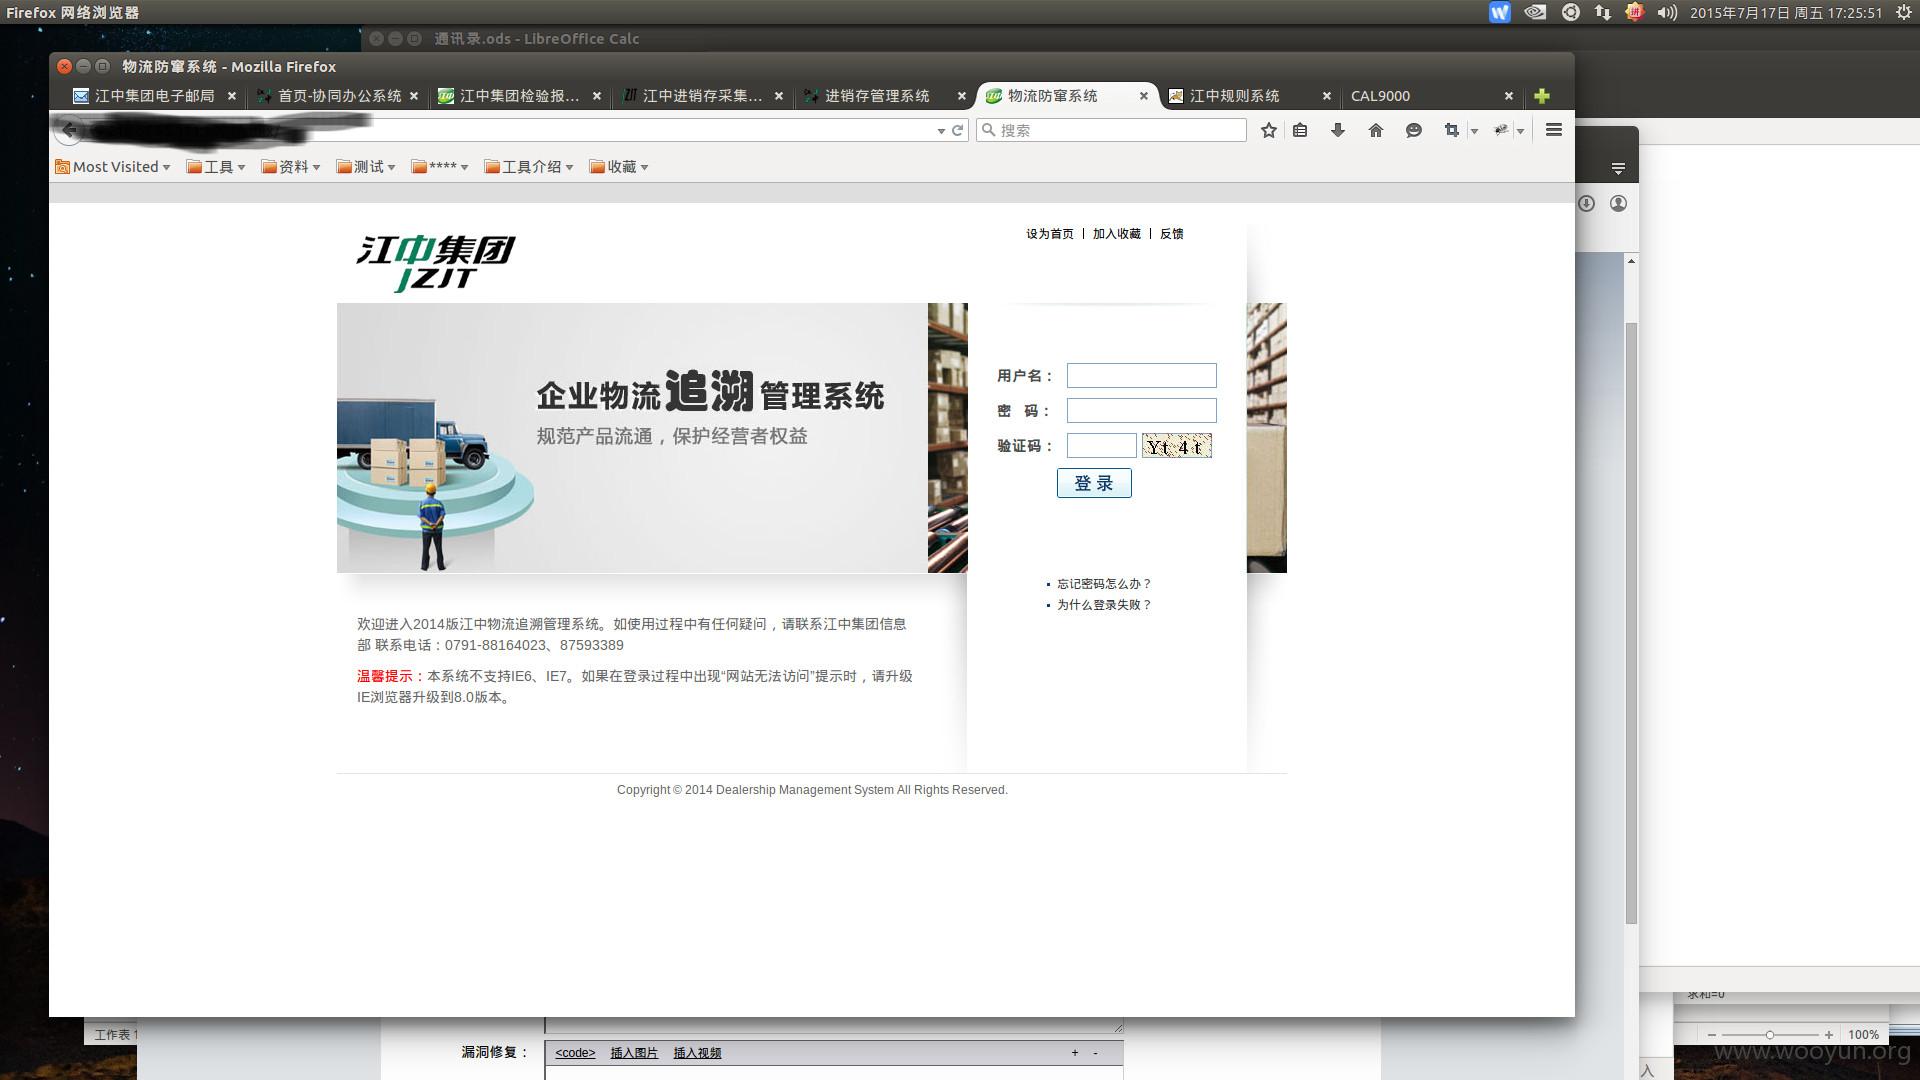 Firefox 网络浏览器
2015年7月17日 周五 17:25:51
通讯录.ods - LibreOffice Calc
物流防窜系统 - Mozilla Firefox
江中集团电子邮局
首页-协同办公系统
江中集团检验报...
江中进销存采集...
进销存管理系统
物流防窜系统
江中规则系统
CAL9000
搜索
Most Visited
工具
资料
测试
****
工具介绍
收藏
江中集团
JZJT
设为首页 | 加入收藏 | 反馈
企业物流追溯管理系统
规范产品流通，保护经营者权益
用户名：
密 码：
验证码：
Yt4t
登 录
忘记密码怎么办？
为什么登录失败？
欢迎进入2014版江中物流追溯管理系统。如使用过程中有任何疑问，请联系江中集团信息
部 联系电话：0791-88164023、87593389
温馨提示：本系统不支持IE6、IE7。如果在登录过程中出现“网站无法访问”提示时，请升级
IE浏览器升级到8.0版本。
Copyright © 2014 Dealership Management System All Rights Reserved.
求和=0
工作表 1
100%
漏洞修复：
<code> 插入图片 插入视频
+ -
www.wooyun.org
入